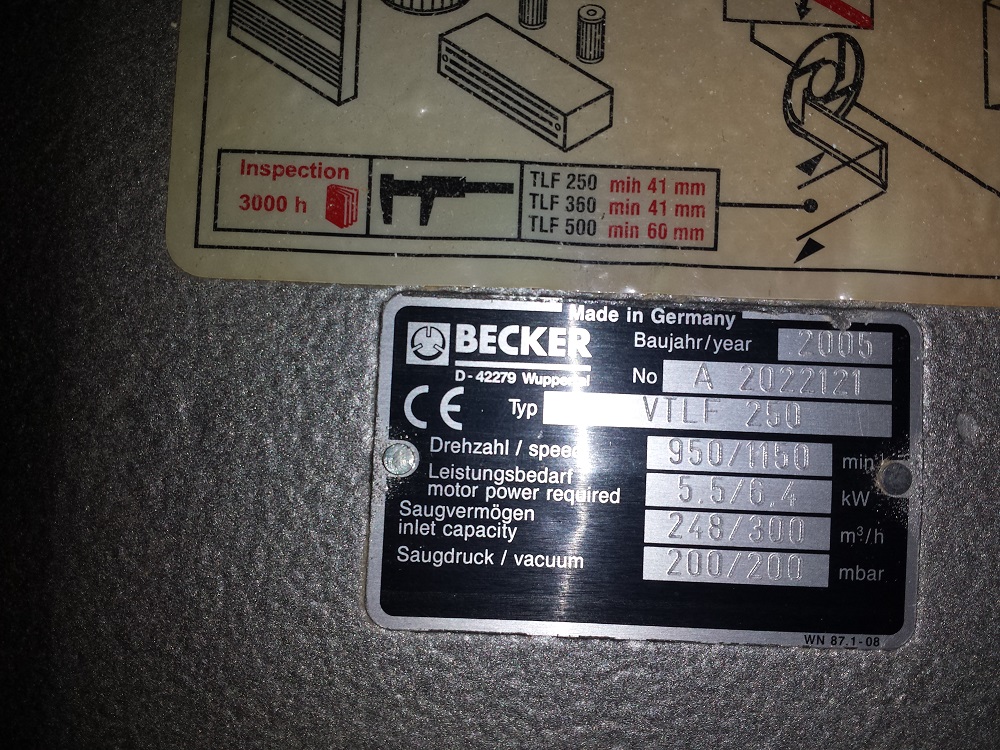 Inspection
3000 h
TLF 250 min 41 mm
TLF 360 min 41 mm
TLF 500 min 60 mm
Made in Germany
BECKER
D-42279 Wuppertal
Baujahr/year 2005
No A 2022121
CE Typ VTLF 250
Drehzahl / speed 950/1150 min-1
Leistungsbedarf
motor power required 5.5/6,4 kW
Saugvermögen
inlet capacity 248/300 m³/h
Saugdruck / vacuum 200/200 mbar
WN 87.1-08